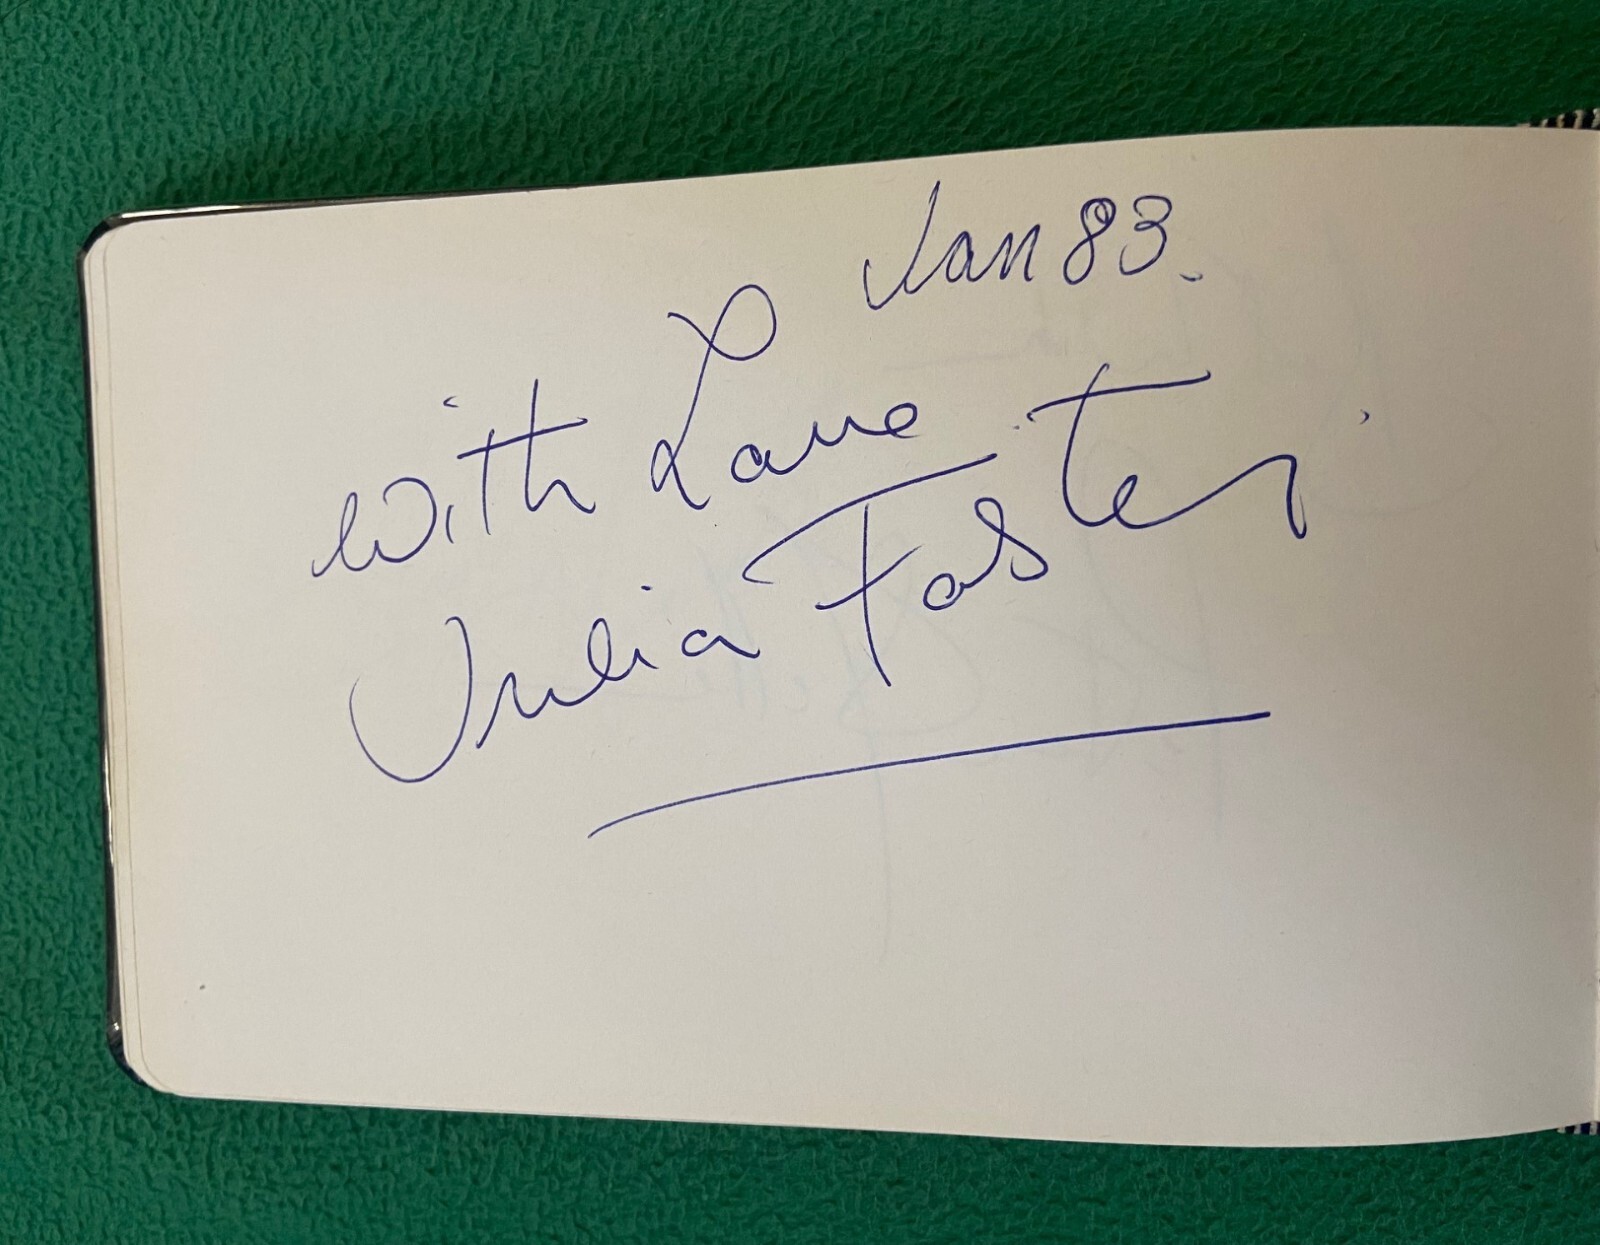 Jan 83.
with Love
Julia Foster